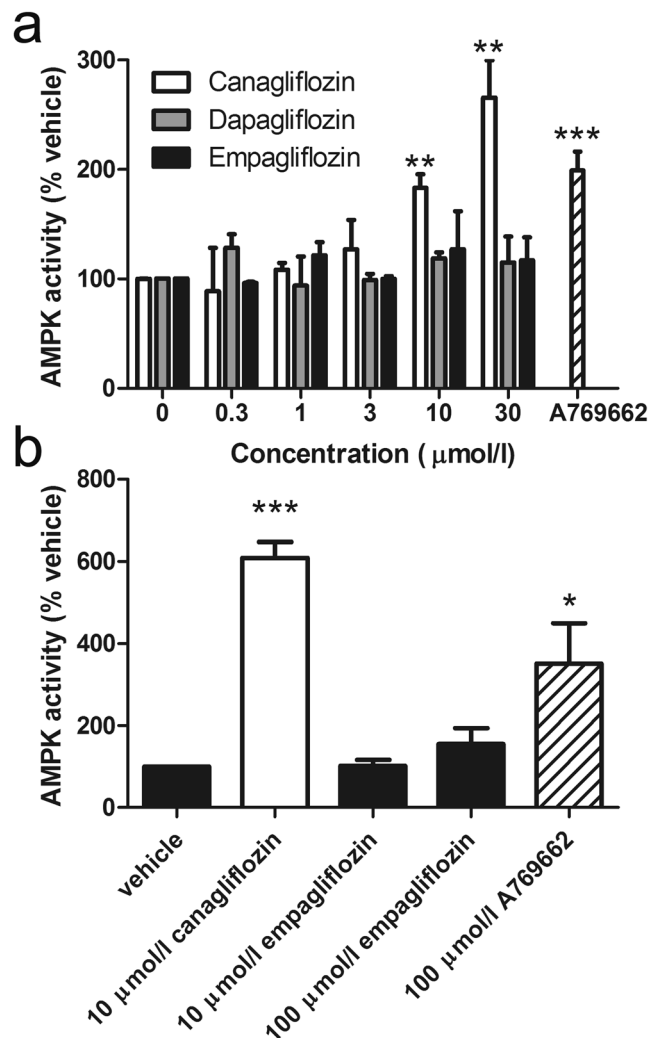 a
AMPK activity (% vehicle)
300
200
100
0
Canagliflozin
Dapagliflozin
Empagliflozin
**
**
***
0 0.3 1 3 10 30 A769662
Concentration ( μmol/l)
b
AMPK activity (% vehicle)
800
600
400
200
0
***
*
vehicle
10 μmol/l canagliflozin
10 μmol/l empagliflozin
100 μmol/l empagliflozin
100 μmol/l A769662